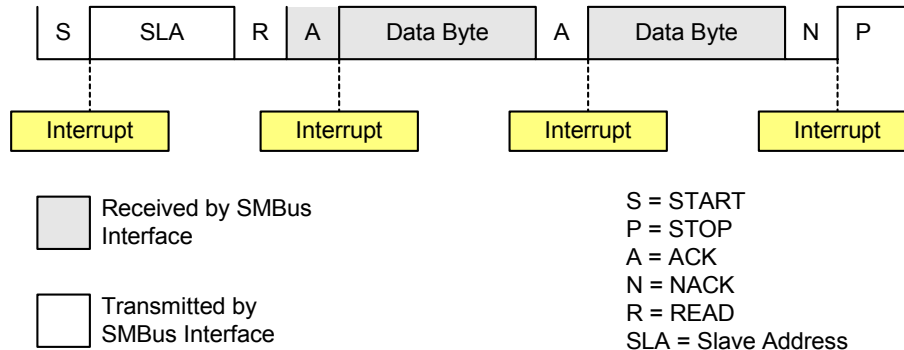 S SLA R A Data Byte A Data Byte N P
Interrupt Interrupt Interrupt Interrupt
Received by SMBus
Interface
Transmitted by
SMBus Interface
S = START
P = STOP
A = ACK
N = NACK
R = READ
SLA = Slave Address